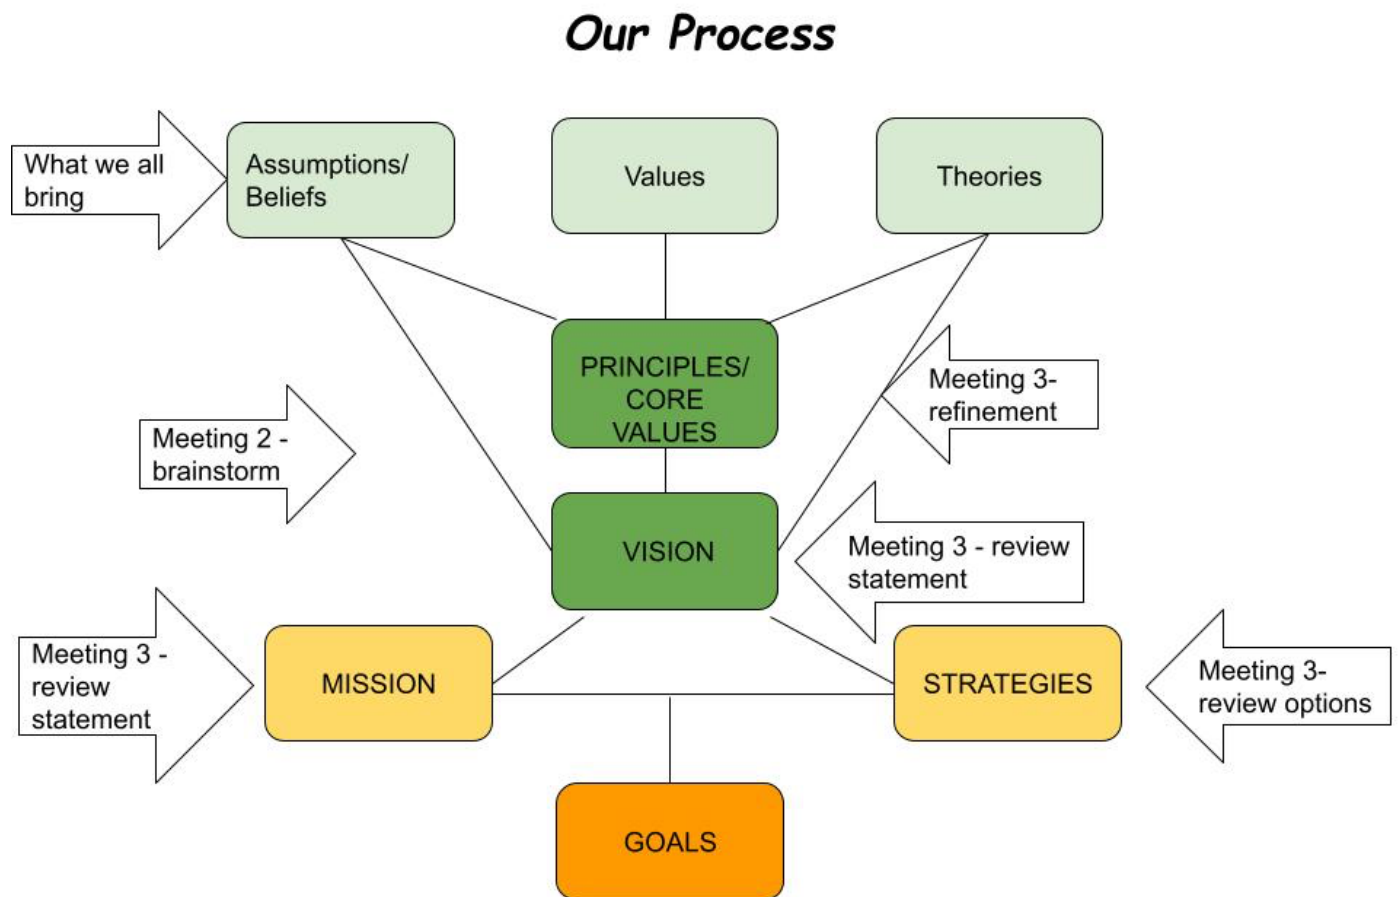 Our Process
What we all
bring
Assumptions/
Beliefs
Values
Theories
PRINCIPLES/
CORE
VALUES
Meeting 3-
refinement
Meeting 2 -
brainstorm
VISION
Meeting 3 - review
statement
Meeting 3 -
review
statement
MISSION
STRATEGIES
Meeting 3-
review options
GOALS